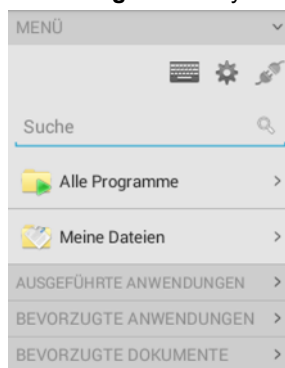 MENÜ
Suche
Alle Programme
Meine Dateien
AUSGEFÜHRTE ANWENDUNGEN
BEVORZUGTE ANWENDUNGEN
BEVORZUGTE DOKUMENTE